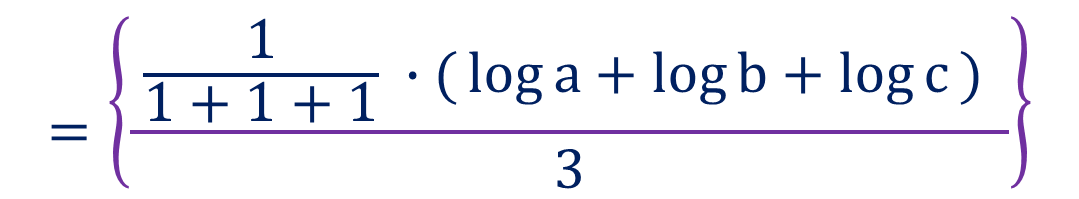 = { 1
1 + 1 + 1 · ( log a + log b + log c ) }
3